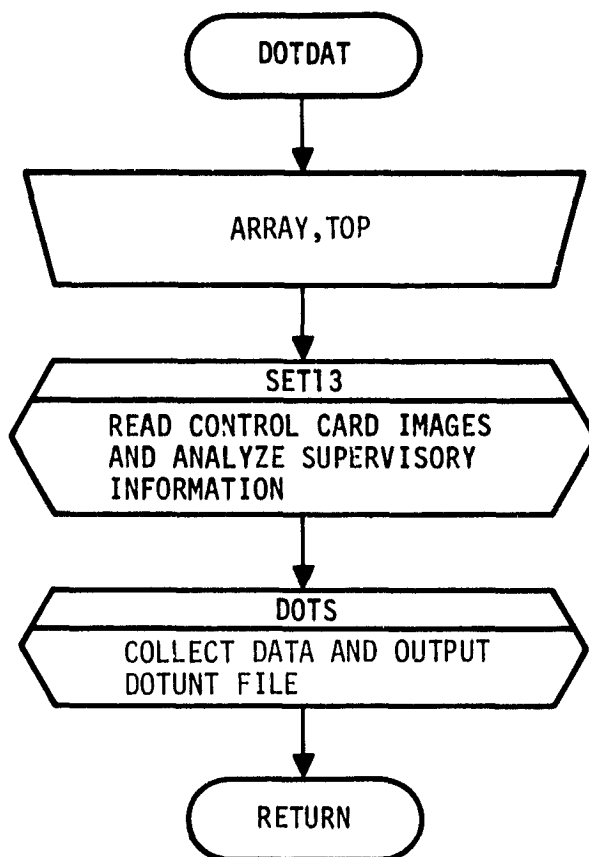 DOTDAT
ARRAY,TOP
SET13
READ CONTROL CARD IMAGES
AND ANALYZE SUPERVISORY
INFORMATION
DOTS
COLLECT DATA AND OUTPUT
DOTUNT FILE
RETURN